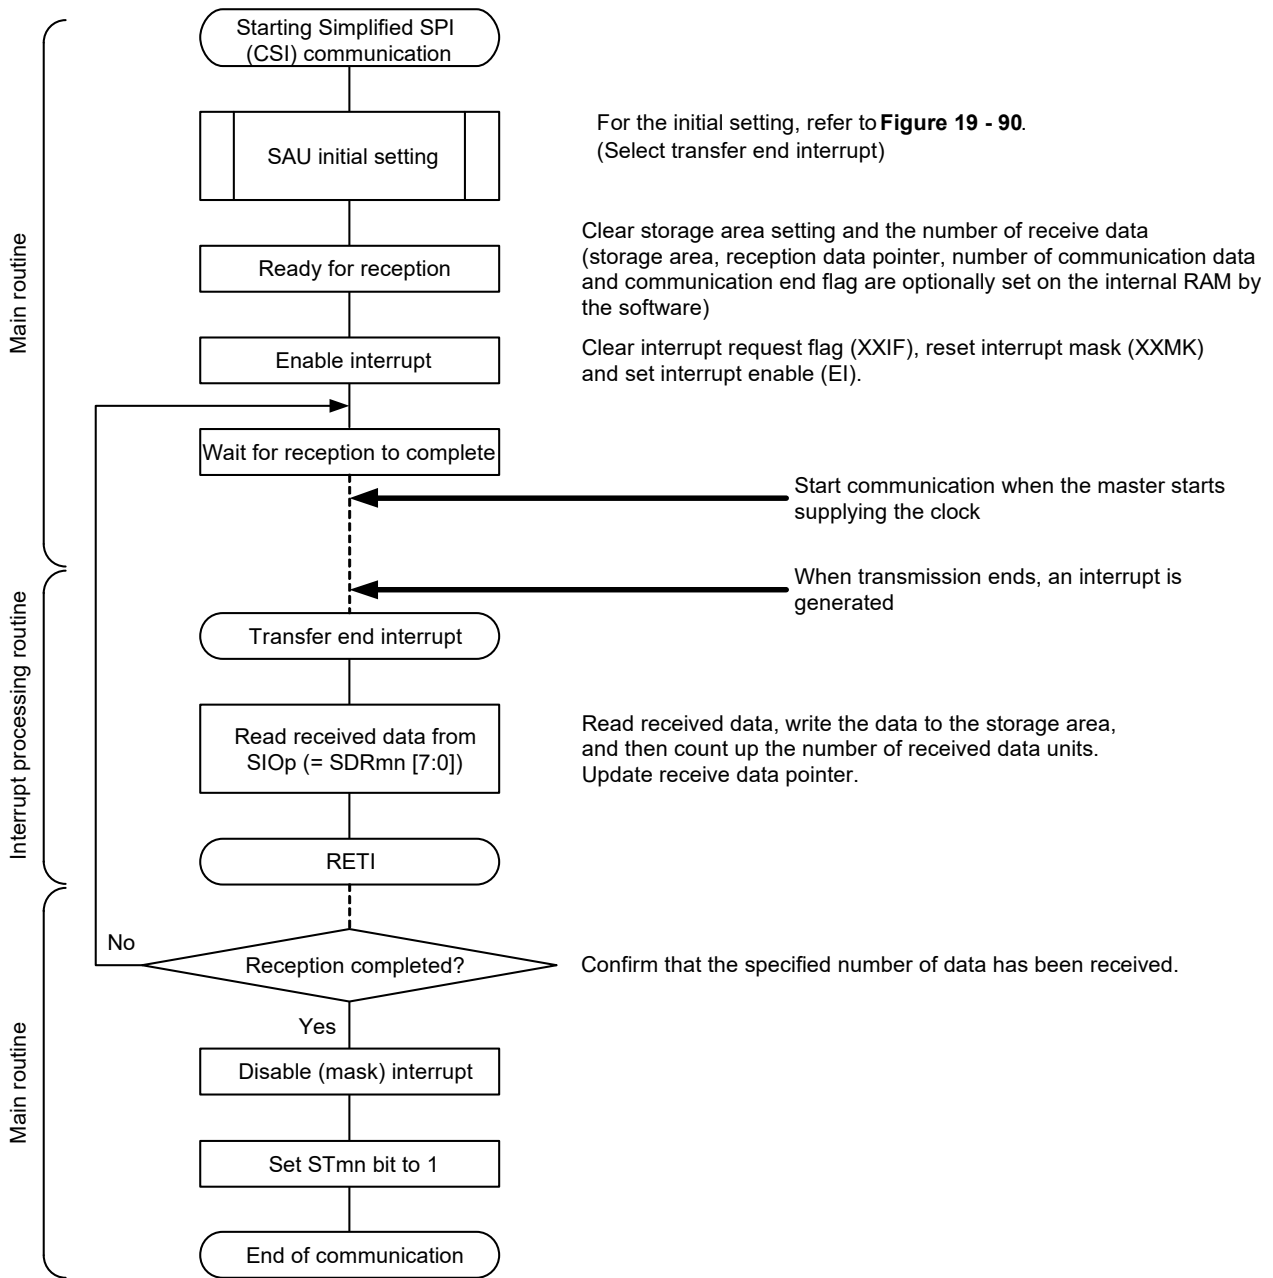 Starting Simplified SPI
(CSI) communication
For the initial setting, refer to Figure 19 - 90.
(Select transfer end interrupt)
SAU initial setting
Main routine
Clear storage area setting and the number of receive data
(storage area, reception data pointer, number of communication data
and communication end flag are optionally set on the internal RAM by
the software)
Ready for reception
Enable interrupt
Clear interrupt request flag (XXIF), reset interrupt mask (XXMK)
and set interrupt enable (EI).
Wait for reception to complete
Start communication when the master starts
supplying the clock
When transmission ends, an interrupt is
generated
Transfer end interrupt
Interrupt processing routine
Read received data from
SIOp (= SDRmn [7:0])
Read received data, write the data to the storage area,
and then count up the number of received data units.
Update receive data pointer.
RETI
No
Reception completed?
Confirm that the specified number of data has been received.
Yes
Main routine
Disable (mask) interrupt
Set STmn bit to 1
End of communication